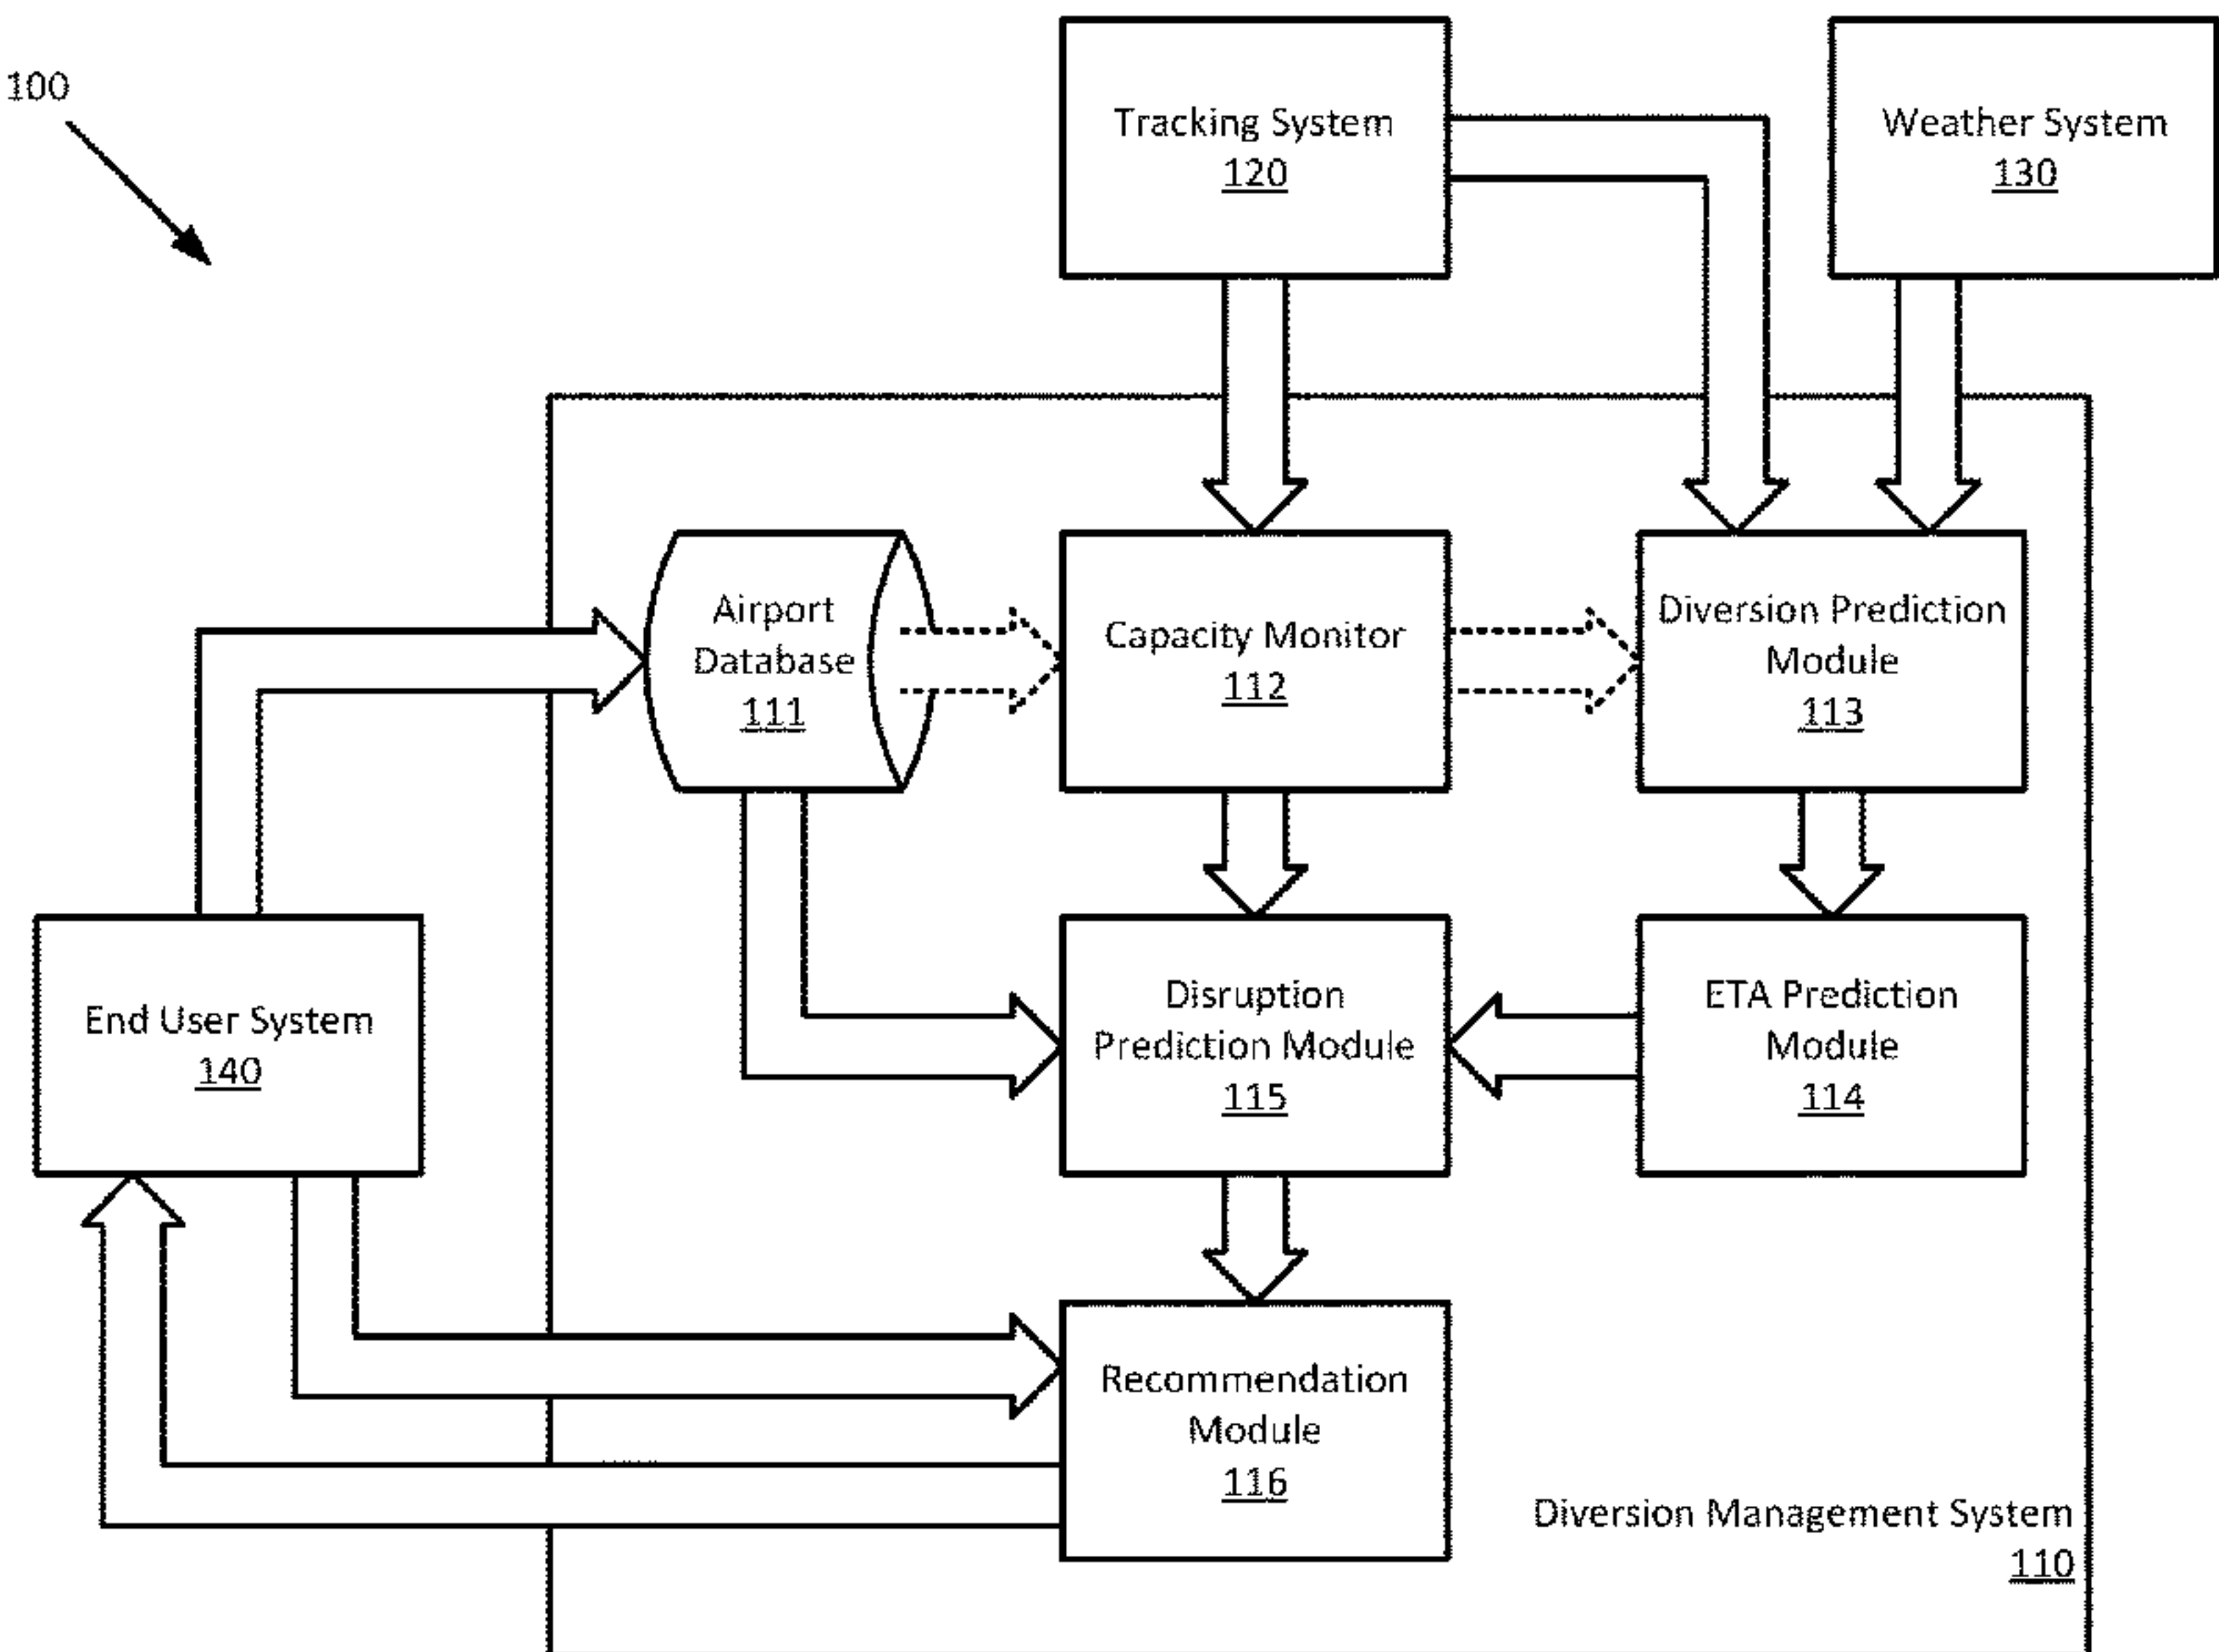 100
Tracking System
120
Weather System
130
Airport
Database
111
Capacity Monitor
112
Diversion Prediction
Module
113
End User System
140
Disruption
Prediction Module
115
ETA Prediction
Module
114
Recommendation
Module
116
Diversion Management System
110